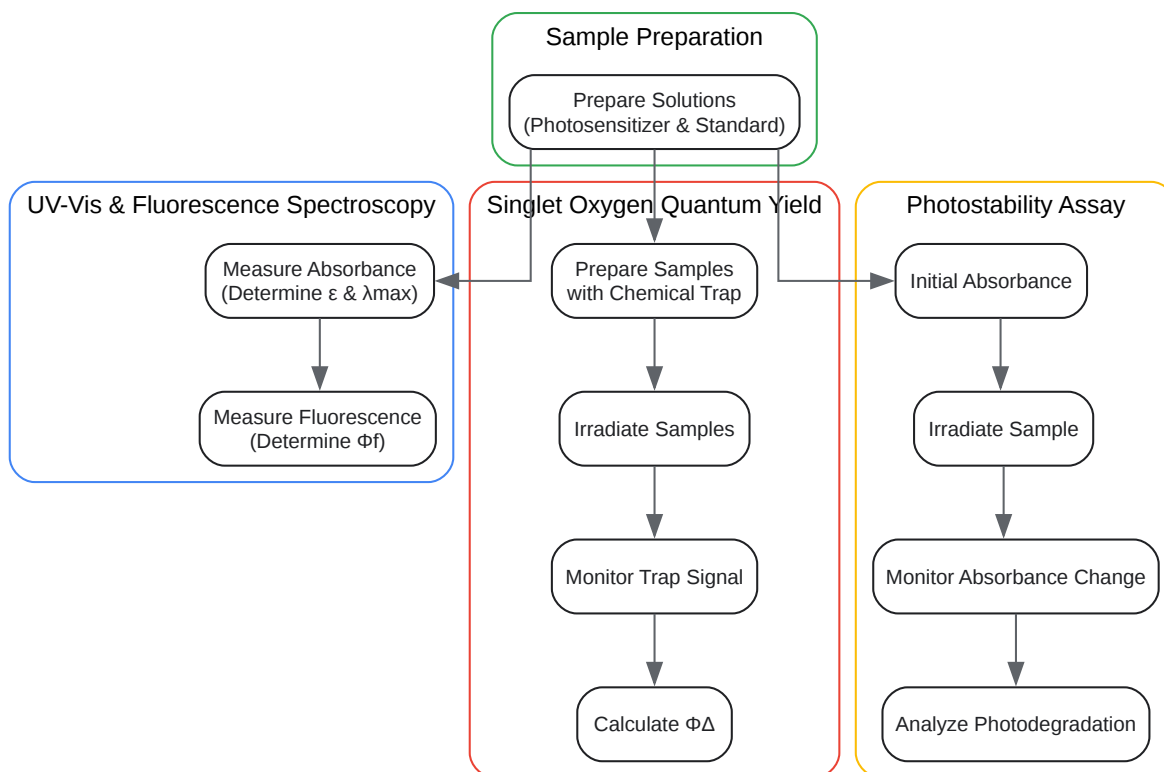 Sample Preparation
Prepare Solutions
(Photosensitizer & Standard)
UV-Vis & Fluorescence Spectroscopy
Measure Absorbance
(Determine ε & λmax)
Measure Fluorescence
(Determine Φf)
Singlet Oxygen Quantum Yield
Prepare Samples
with Chemical Trap
Irradiate Samples
Monitor Trap Signal
Calculate ΦΔ
Photostability Assay
Initial Absorbance
Irradiate Sample
Monitor Absorbance Change
Analyze Photodegradation